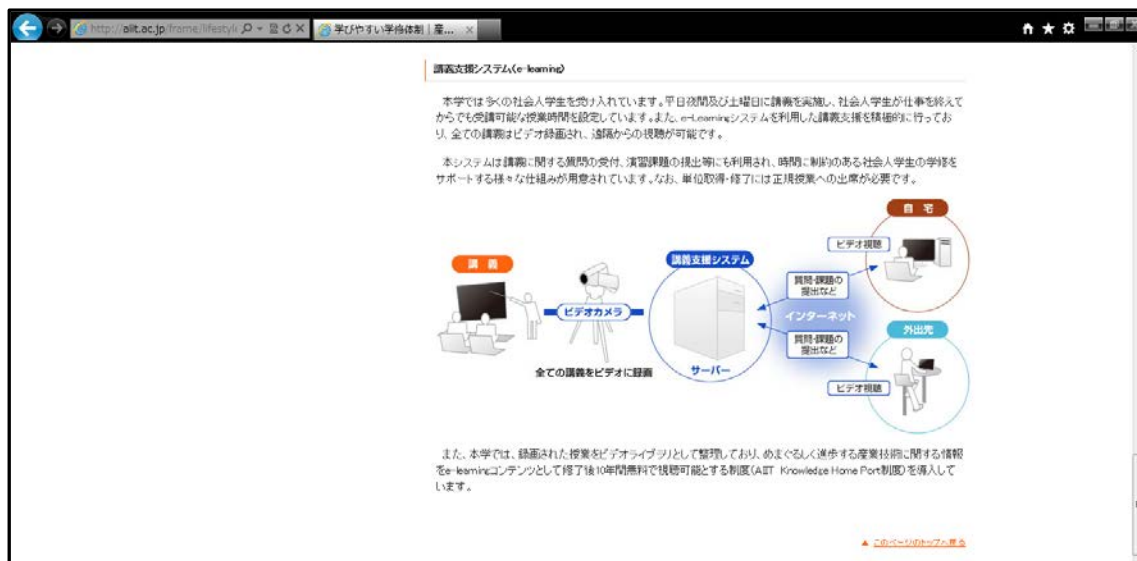 http://aiit.ac.jp/frame/lifestyle
学びやすい学修体制 | 産...
講義支援システム(e-learning)
本学では多くの社会人学生を受け入れています。平日夜間及び土曜日に講義を実施し、社会人学生が仕事を終えて
からでも受講可能な授業時間を設定しています。また、e-Learningシステムを利用した講義支援を積極的に行ってお
り、全ての講義はビデオ録画され、遠隔からの視聴が可能です。
本システムは講義に関する質問の受付、演習課題の提出等にも利用され、時間に制約のある社会人学生の学修を
サポートする様々な仕組みが用意されています。なお、単位取得・修了には正規授業への出席が必要です。
自 宅
ビデオ視聴
講 義
講義支援システム
質問・課題の
提出など
ビデオカメラ
インターネット
外出先
質問・課題の
提出など
全ての講義をビデオに録画
サーバー
ビデオ視聴
また、本学では、録画された授業をビデオライブラリとして整理しており、めまぐるしく進歩する産業技術に関する情報
をe-learningコンテンツとして修了後10年間無料で視聴可能とする制度(AIIT Knowledge Home Port制度)を導入して
います。
▲ このページのトップへ戻る